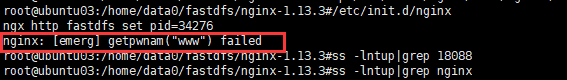 root@ubuntu03:/home/data0/fastdfs/nginx-1.13.3#/etc/init.d/nginx
ngx http fastdfs set pid=34276
nginx: [emerg] getpwnam("www") failed
root@ubuntu03:/home/data0/fastdfs/nginx-1.13.3#ss -lntup|grep 18088
root@ubuntu03:/home/data0/fastdfs/nginx-1.13.3#ss -lntup|grep nginx